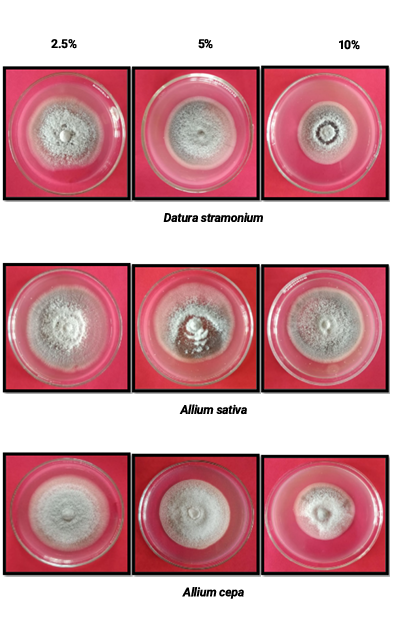 2.5% 5% 10%
Datura stramonium
Allium sativa
Allium cepa